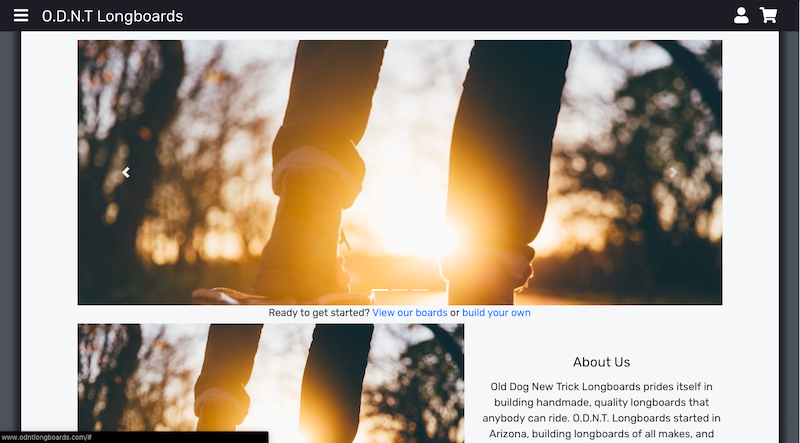 O.D.N.T Longboards
Ready to get started? View our boards or build your own
About Us
Old Dog New Trick Longboards prides itself in
building handmade, quality longboards that
anybody can ride. O.D.N.T. Longboards started in
Arizona, building longboards of all makes, and
www.odntlongboards.com/#